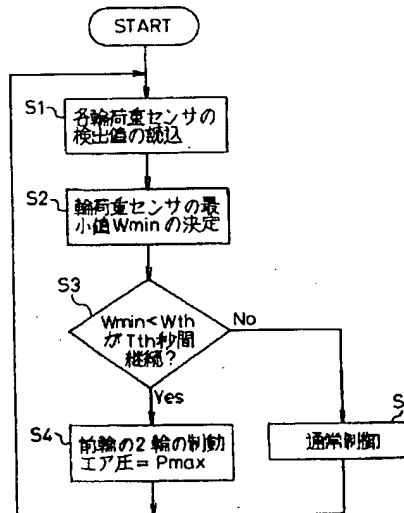 START
S1
各輪荷重センサの
検出値の読込
S2
輪荷重センサの最
小値Wminの決定
S3
Wmin<Wth
がTth秒間
継続?
No
Yes
S4
前輪の2輪の制動
エア圧=Pmax
S
通常制御